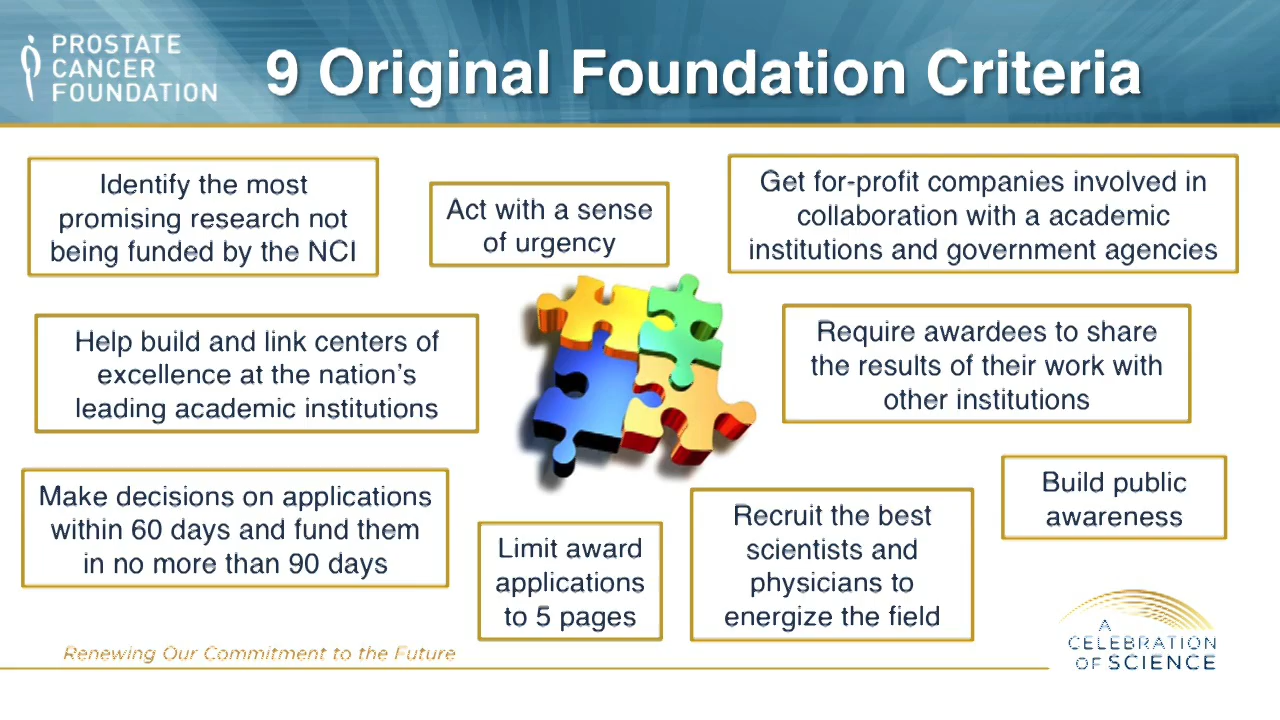 PROSTATE
CANCER
FOUNDATION
9 Original Foundation Criteria
Identify the most
promising research not
being funded by the NCI
Act with a sense
of urgency
Get for-profit companies involved in
collaboration with a academic
institutions and government agencies
Help build and link centers of
excellence at the nation's
leading academic institutions
Require awardees to share
the results of their work with
other institutions
Make decisions on applications
within 60 days and fund them
in no more than 90 days
Limit award
applications
to 5 pages
Recruit the best
scientists and
physicians to
energize the field
Build public
awareness
Renewing Our Commitment to the Future
A
CELEBRATION
OF SCIENCE